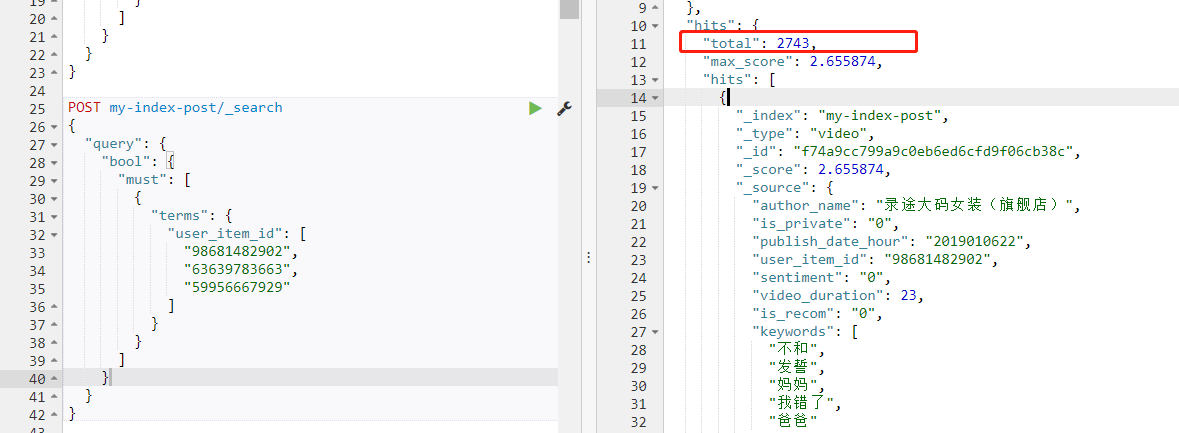 19
20 ]
21 }
22 }
23 }
24
25 POST my-index-post/_search
26 {
27 "query": {
28 "bool": {
29 "must": [
30 {
31 "terms": {
32 "user_item_id": [
33 "98681482902",
34 "63639783663",
35 "59956667929"
36 ]
37 }
38 }
39 ]
40 }
41 }
42 }
43
9 },
10 "hits": {
11 "total": 2743,
12 "max_score": 2.655874,
13 "hits": [
14 {
15 "_index": "my-index-post",
16 "_type": "video",
17 "_id": "f74a9cc799a9c0eb6ed6cfd9f06cb38c",
18 "_score": 2.655874,
19 "_source": {
20 "author_name": "录途大码女装（旗舰店）",
21 "is_private": "0",
22 "publish_date_hour": "2019010622",
23 "user_item_id": "98681482902",
24 "sentiment": "0",
25 "video_duration": 23,
26 "is_recom": "0",
27 "keywords": [
28 "不和",
29 "发誓",
30 "妈妈",
31 "我错了",
32 "爸爸"